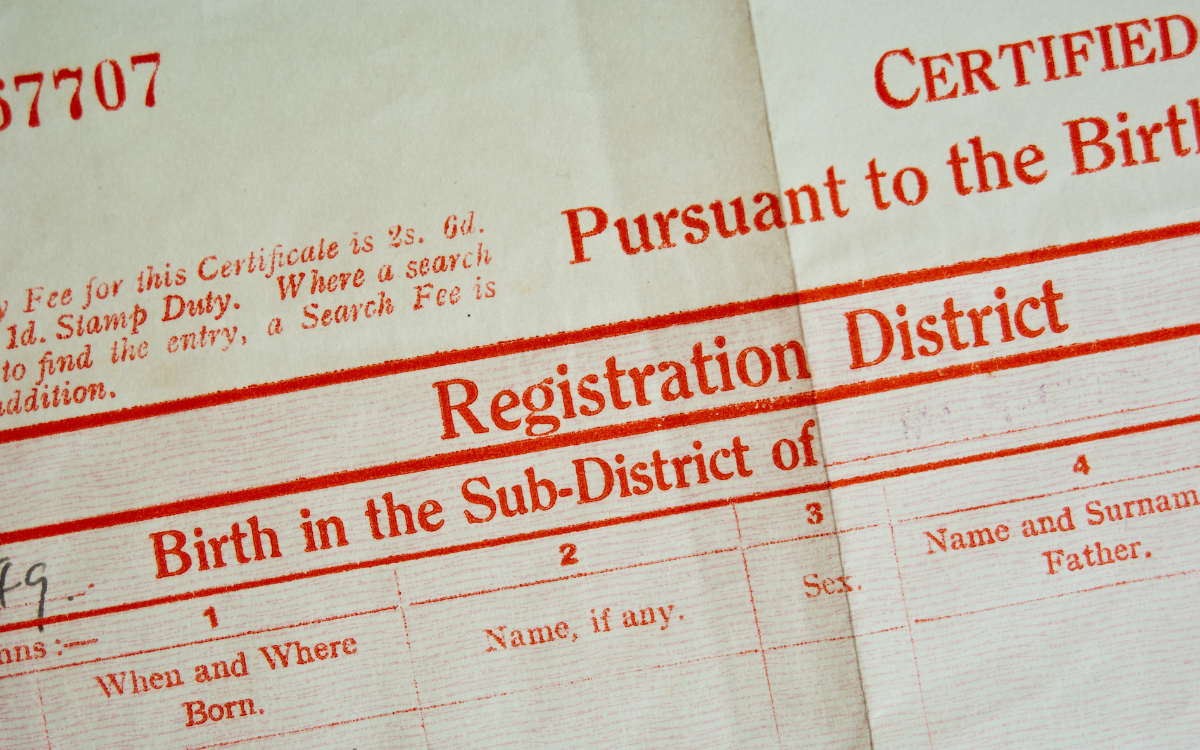 7707
CERTIFIED
Pursuant to the Birth
Fee for this Certificate is 2s. 6d.
1d. Stamp Duty. Where a search
to find the entry, a Search Fee is
addition.
Registration District
Birth in the Sub-District of
1 2 3 4
When and Where
Born.
Name, if any.
Sex.
Name and Surnam
Father.